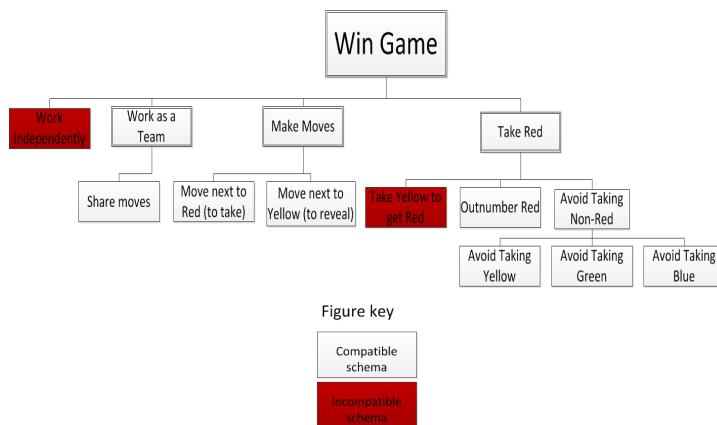 Win Game
Work
Independently
Work as a
Team
Make Moves
Take Red
Share moves
Move next to
Red (to take)
Move next to
Yellow (to reveal)
Take Yellow to
get Red
Outnumber Red
Avoid Taking
Non-Red
Avoid Taking
Yellow
Avoid Taking
Green
Avoid Taking
Blue
Figure key
Compatible
schema
Incompatible
schema